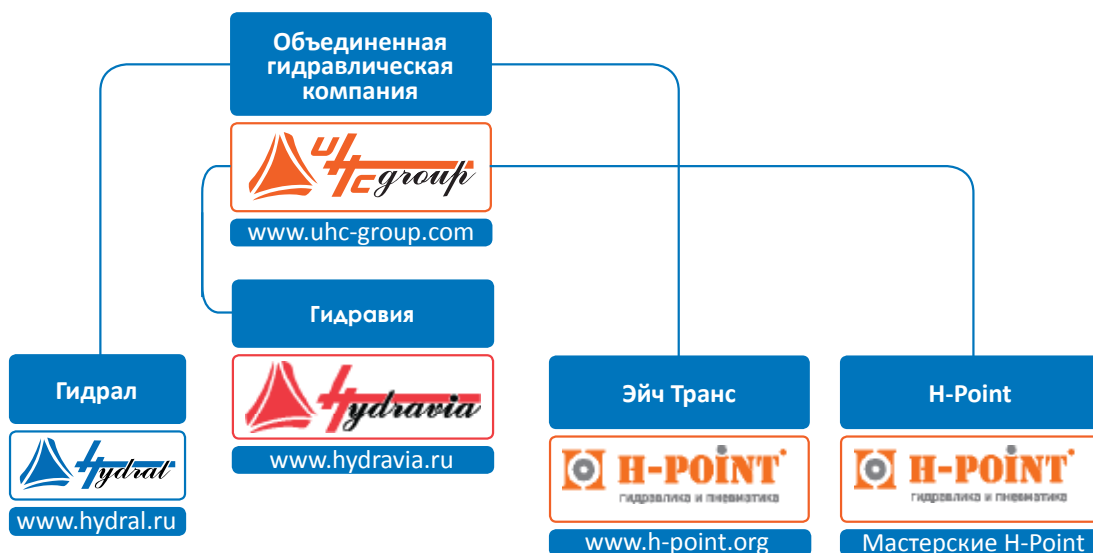 Объединенная
гидравлическая
компания
UHC group
www.uhc-group.com
Гидравия
Hydravia
www.hydravia.ru
Гидрал
Hydral
www.hydral.ru
Эйч Транс
H-POINT
гидравлика и пневматика
www.h-point.org
H-Point
H-POINT
гидравлика и пневматика
Мастерские H-Point